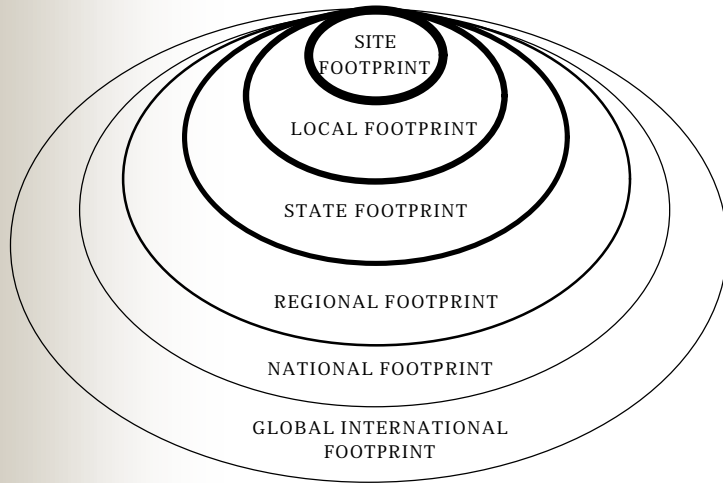 SITE
FOOTPRINT
LOCAL FOOTPRINT
STATE FOOTPRINT
REGIONAL FOOTPRINT
NATIONAL FOOTPRINT
GLOBAL INTERNATIONAL
FOOTPRINT